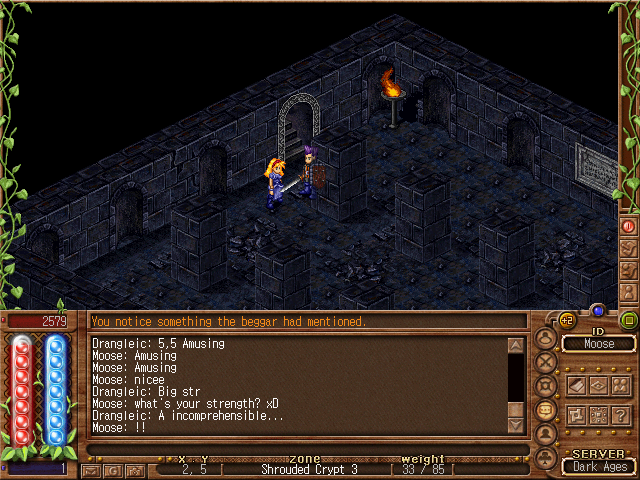 2579
You notice something the beggar had mentioned.
+2
ID
Moose
Drangleic: 5,5 Amusing
Moose: Amusing
Moose: Amusing
Moose: nicee
Drangleic: Big str
Moose: what's your strength? xD
Drangleic: A incomprehensible...
Moose: !!
?
1
x y zone weight
2, 5 [ Shrouded Crypt 3 [ 33 / 85 [
G
SERVER
Dark Ages